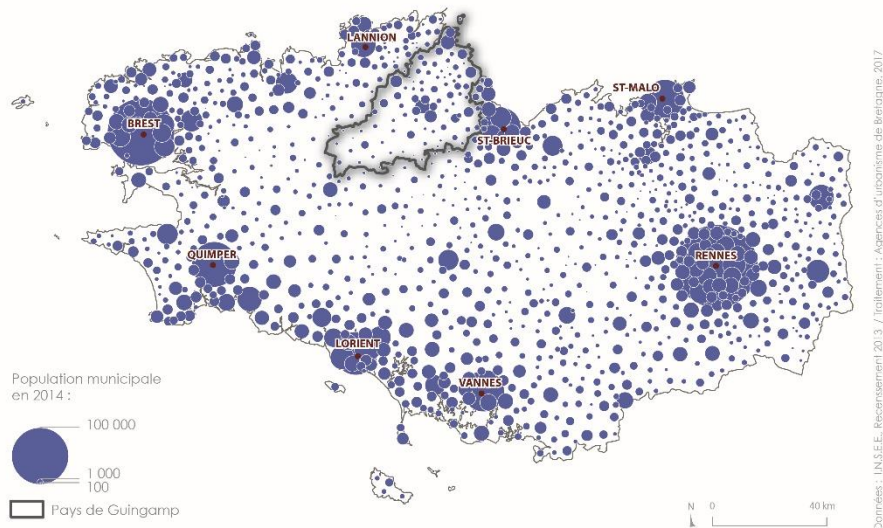 LANNION
ST-MALO
BREST
ST-BRIEUC
QUIMPER
RENNES
LORIENT
VANNES
Population municipale
en 2014 :
100 000
1 000
100
Pays de Guingamp
N 0 40 km
Données : I.N.S.E.E., Recensement 2013 / Traitement : Agences d'urbanisme de Bretagne, 2017